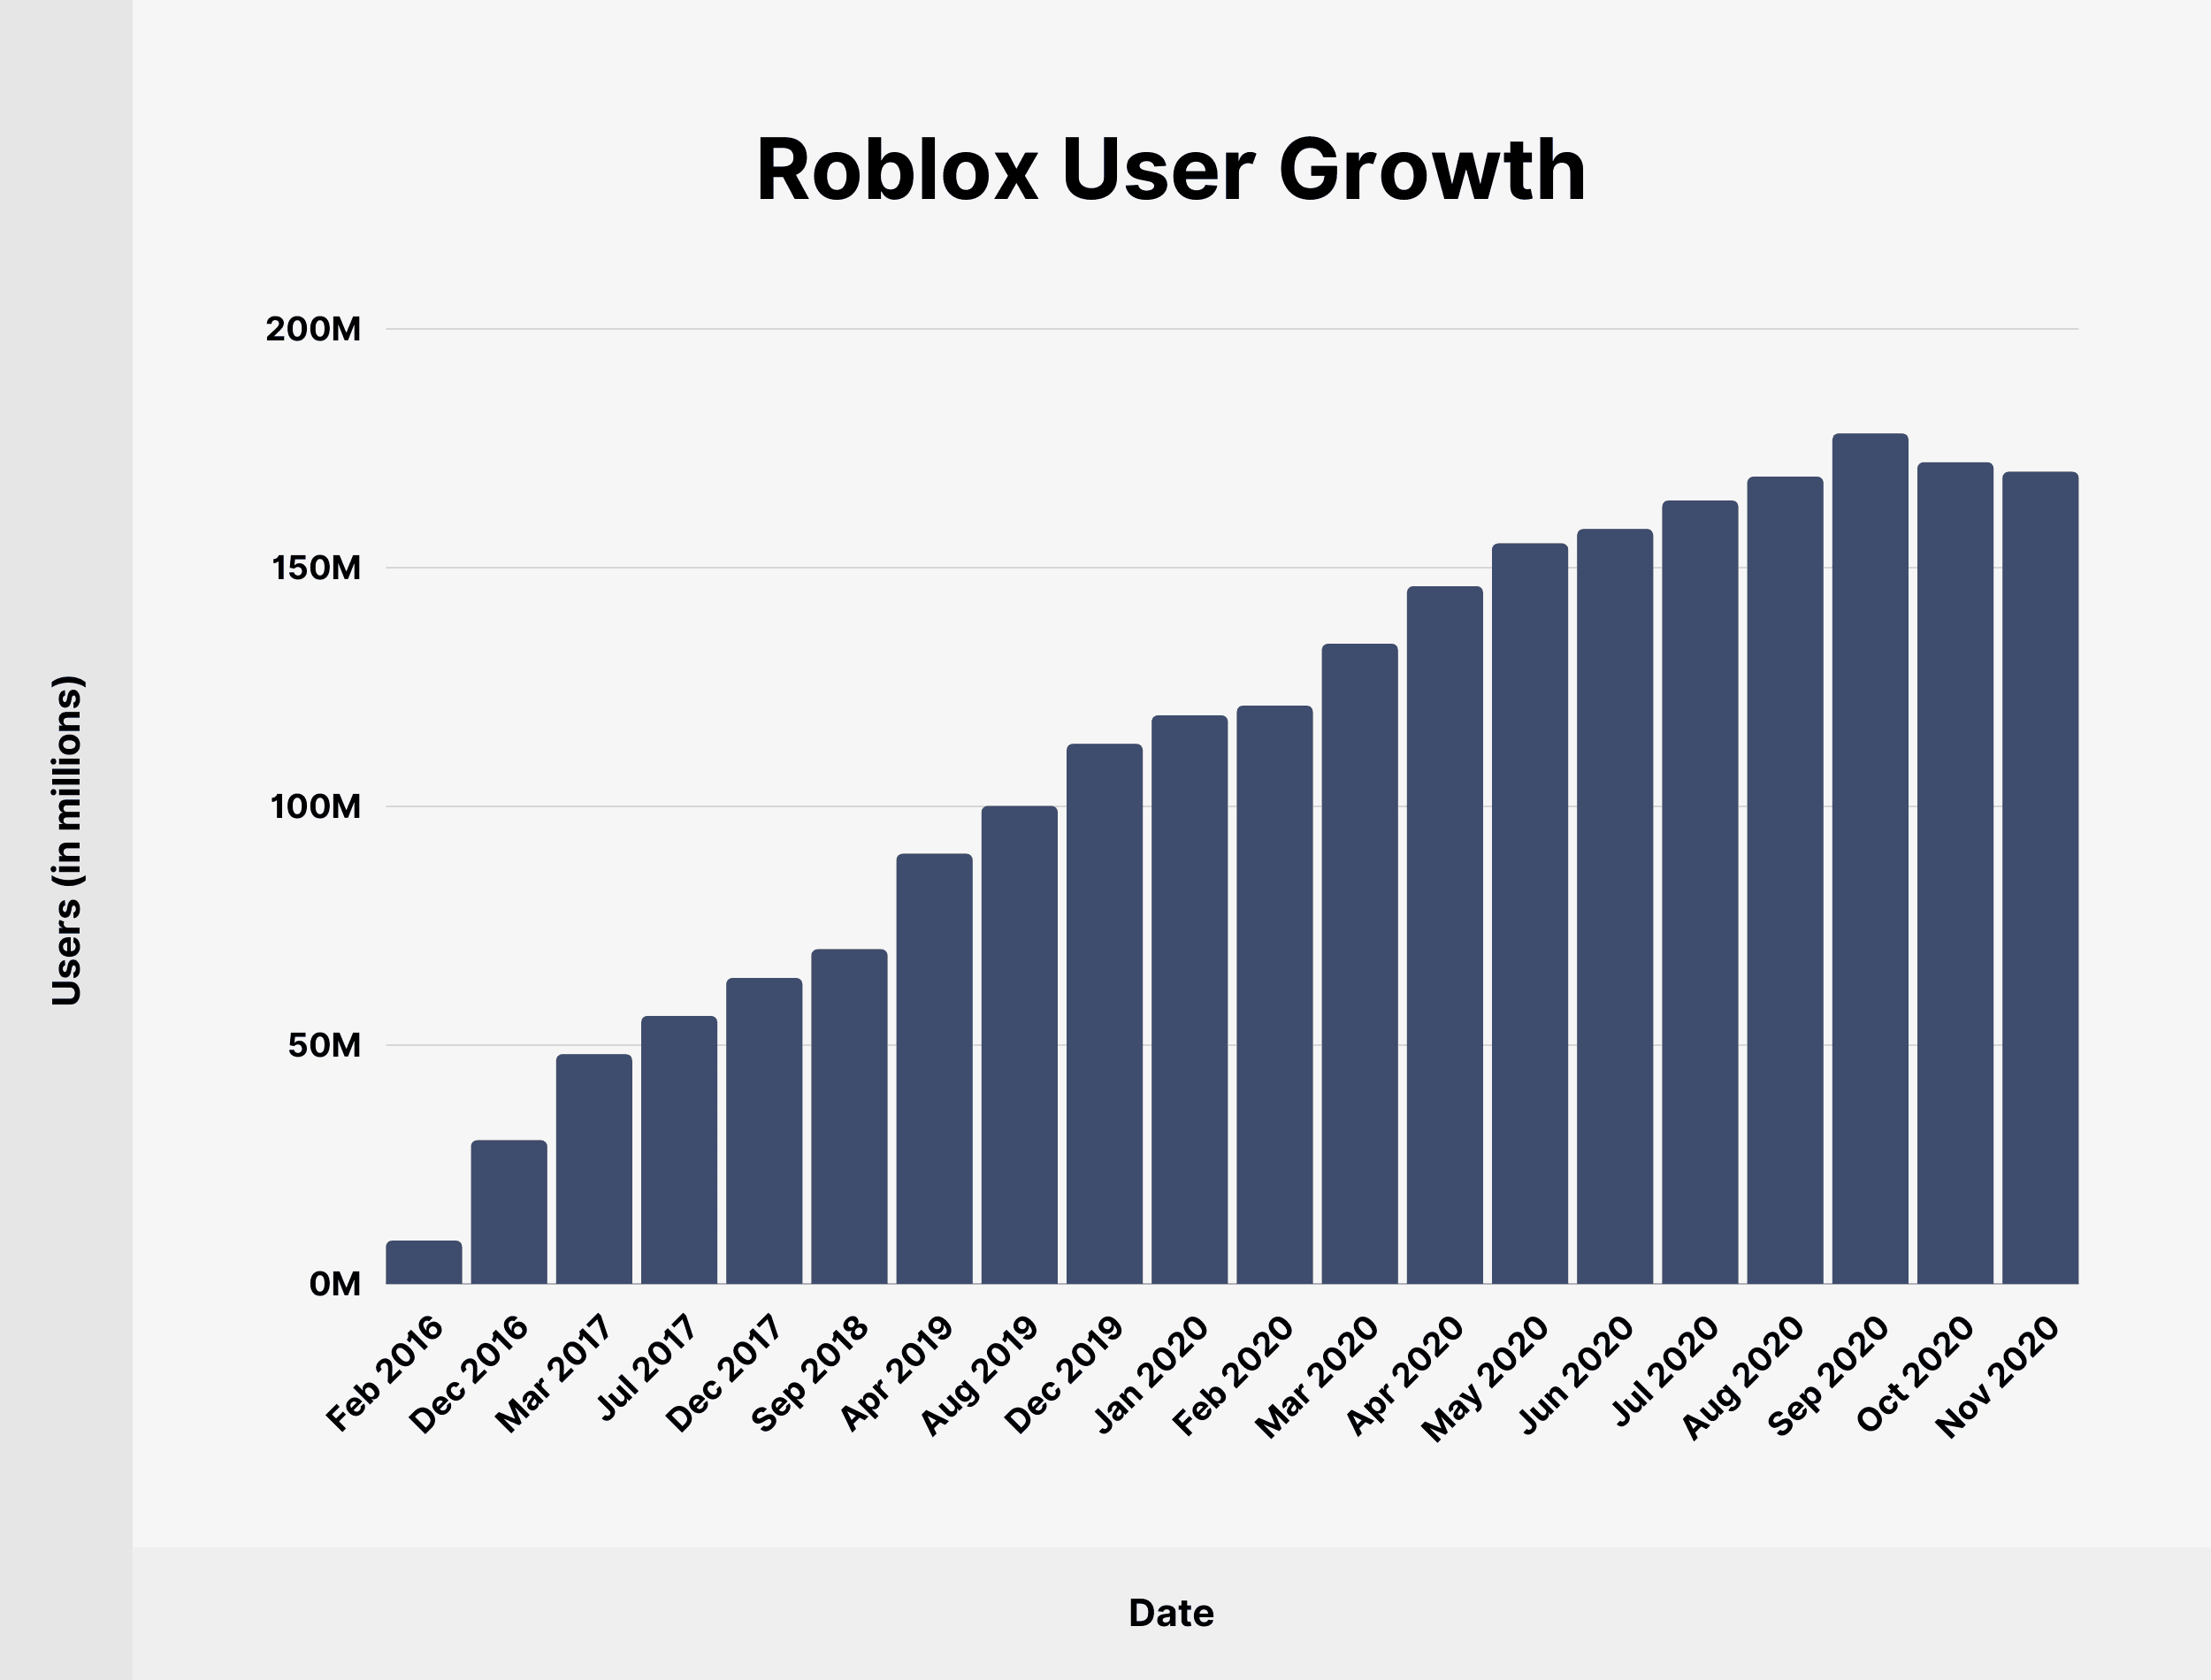 Roblox User Growth
Users (in millions)
200M
150M
100M
50M
0M
Feb 2016
Dec 2016
Mar 2017
Jul 2017
Dec 2017
Sep 2018
Apr 2019
Aug 2019
Dec 2019
Jan 2020
Feb 2020
Mar 2020
Apr 2020
May 2020
Jun 2020
Jul 2020
Aug 2020
Sep 2020
Oct 2020
Nov 2020
Date